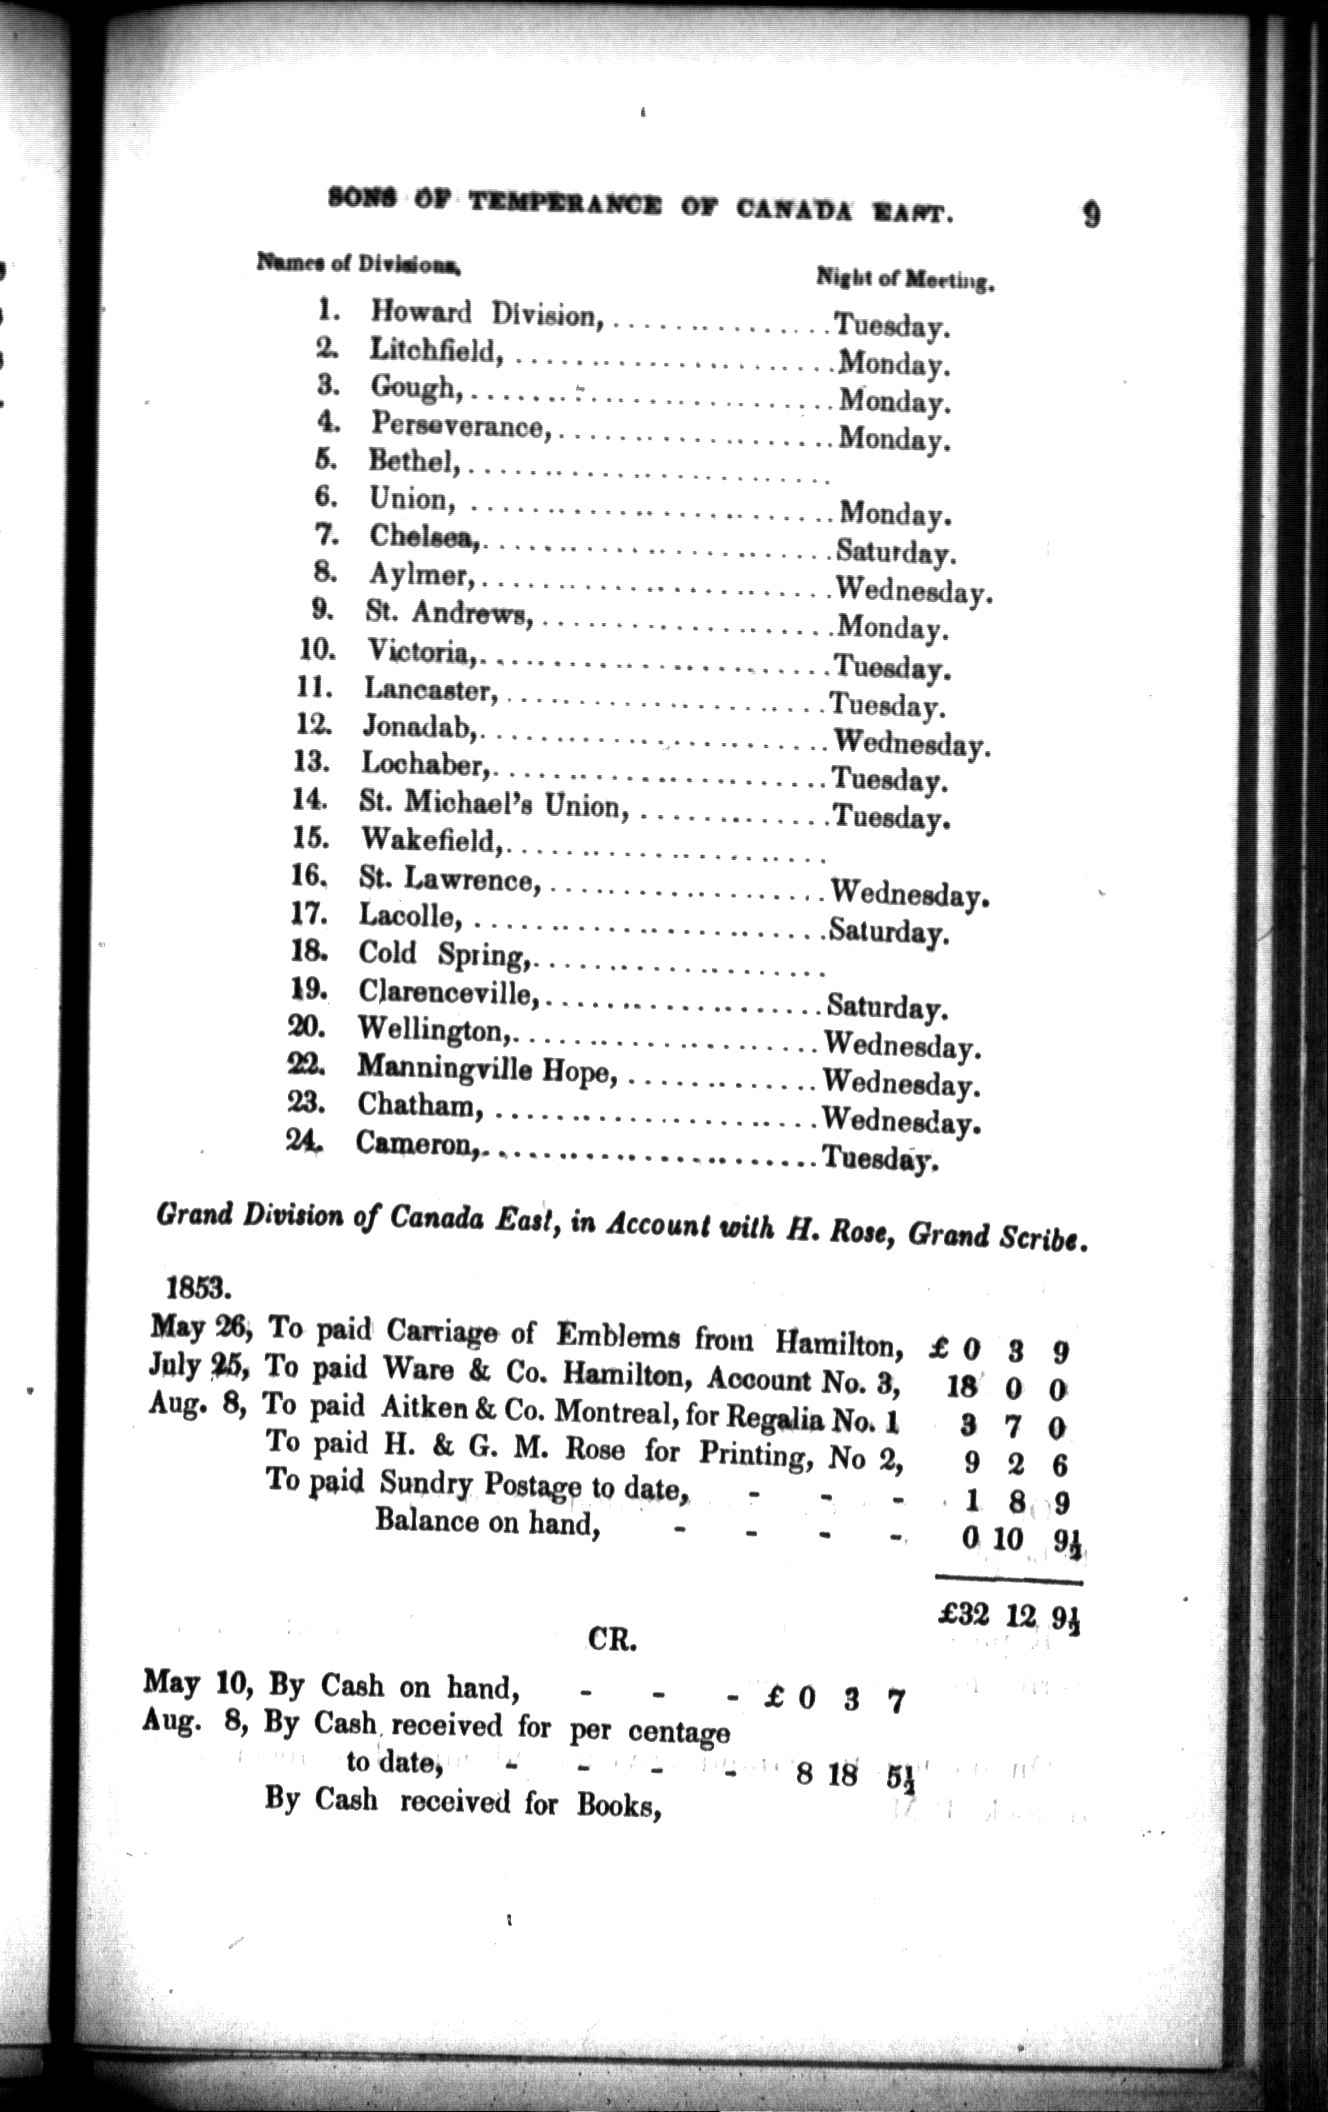 SONS OF TEMPERANCE OF CANADA EAST. 9
Names of Divisions, Night of Meeting.
1. Howard Division, ............... Tuesday.
2. Litchfield, ..................... Monday.
3. Gough, ........................ Monday.
4. Perseverance, .................. Monday.
5. Bethel, ........................
6. Union, ........................ Monday.
7. Chelsea, ....................... Saturday.
8. Aylmer, ....................... Wednesday.
9. St. Andrews, ................... Monday.
10. Victoria, ....................... Tuesday.
11. Lancaster, ..................... Tuesday.
12. Jonadab, ....................... Wednesday.
13. Lochaber, ...................... Tuesday.
14. St. Michael's Union, ............. Tuesday.
15. Wakefield, .....................
16. St. Lawrence, .................. Wednesday.
17. Lacolle, ....................... Saturday.
18. Cold Spring, ...................
19. Clarenceville, .................. Saturday.
20. Wellington, .................... Wednesday.
22. Manningville Hope, ............. Wednesday.
23. Chatham, ..................... Wednesday.
24. Cameron, ...................... Tuesday.
Grand Division of Canada East, in Account with H. Rose, Grand Scribe.
1853.
May 26, To paid Carriage of Emblems from Hamilton, £ 0 3 9
July 25, To paid Ware & Co. Hamilton, Account No. 3, 18 0 0
Aug. 8, To paid Aitken & Co. Montreal, for Regalia No. 1 3 7 0
To paid H. & G. M. Rose for Printing, No 2, 9 2 6
To paid Sundry Postage to date, - - - 1 8 9
Balance on hand, - - - - 0 10 9½
£32 12 9½
CR.
May 10, By Cash on hand, - - - £ 0 3 7
Aug. 8, By Cash received for per centage
to date, - - - - 8 18 5½
By Cash received for Books,